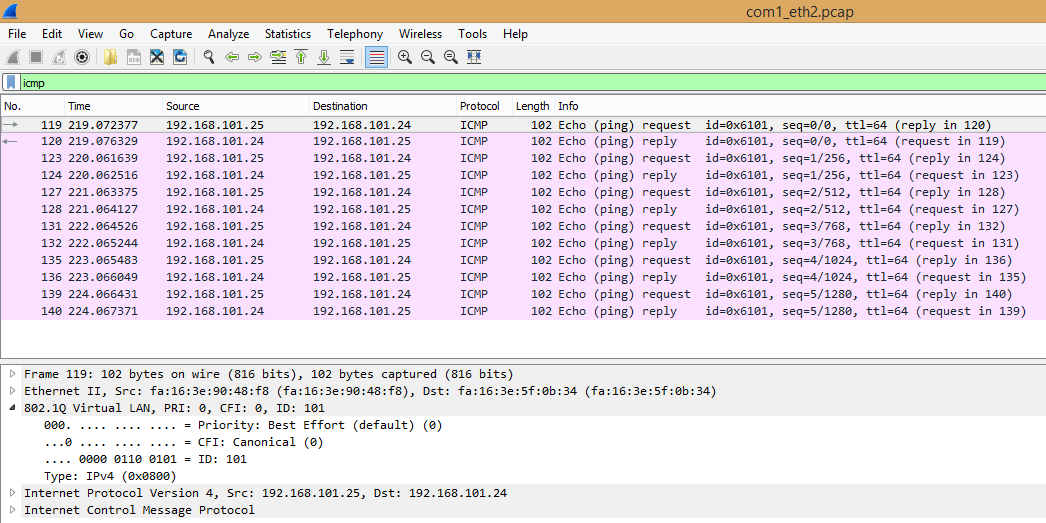 com1_eth2.pcap
File Edit View Go Capture Analyze Statistics Telephony Wireless Tools Help
icmp
No. Time Source Destination Protocol Length Info
119 219.072377 192.168.101.25 192.168.101.24 ICMP 102 Echo (ping) request id=0x6101, seq=0/0, ttl=64 (reply in 120)
120 219.076329 192.168.101.24 192.168.101.25 ICMP 102 Echo (ping) reply id=0x6101, seq=0/0, ttl=64 (request in 119)
123 220.061639 192.168.101.25 192.168.101.24 ICMP 102 Echo (ping) request id=0x6101, seq=1/256, ttl=64 (reply in 124)
124 220.062516 192.168.101.24 192.168.101.25 ICMP 102 Echo (ping) reply id=0x6101, seq=1/256, ttl=64 (request in 123)
127 221.063375 192.168.101.25 192.168.101.24 ICMP 102 Echo (ping) request id=0x6101, seq=2/512, ttl=64 (reply in 128)
128 221.064127 192.168.101.24 192.168.101.25 ICMP 102 Echo (ping) reply id=0x6101, seq=2/512, ttl=64 (request in 127)
131 222.064526 192.168.101.25 192.168.101.24 ICMP 102 Echo (ping) request id=0x6101, seq=3/768, ttl=64 (reply in 132)
132 222.065244 192.168.101.24 192.168.101.25 ICMP 102 Echo (ping) reply id=0x6101, seq=3/768, ttl=64 (request in 131)
135 223.065483 192.168.101.25 192.168.101.24 ICMP 102 Echo (ping) request id=0x6101, seq=4/1024, ttl=64 (reply in 136)
136 223.066049 192.168.101.24 192.168.101.25 ICMP 102 Echo (ping) reply id=0x6101, seq=4/1024, ttl=64 (request in 135)
139 224.066431 192.168.101.25 192.168.101.24 ICMP 102 Echo (ping) request id=0x6101, seq=5/1280, ttl=64 (reply in 140)
140 224.067371 192.168.101.24 192.168.101.25 ICMP 102 Echo (ping) reply id=0x6101, seq=5/1280, ttl=64 (request in 139)
Frame 119: 102 bytes on wire (816 bits), 102 bytes captured (816 bits)
Ethernet II, Src: fa:16:3e:90:48:f8 (fa:16:3e:90:48:f8), Dst: fa:16:3e:5f:0b:34 (fa:16:3e:5f:0b:34)
802.1Q Virtual LAN, PRI: 0, CFI: 0, ID: 101
000. .... .... .... = Priority: Best Effort (default) (0)
...0 .... .... .... = CFI: Canonical (0)
.... 0000 0110 0101 = ID: 101
Type: IPv4 (0x0800)
Internet Protocol Version 4, Src: 192.168.101.25, Dst: 192.168.101.24
Internet Control Message Protocol